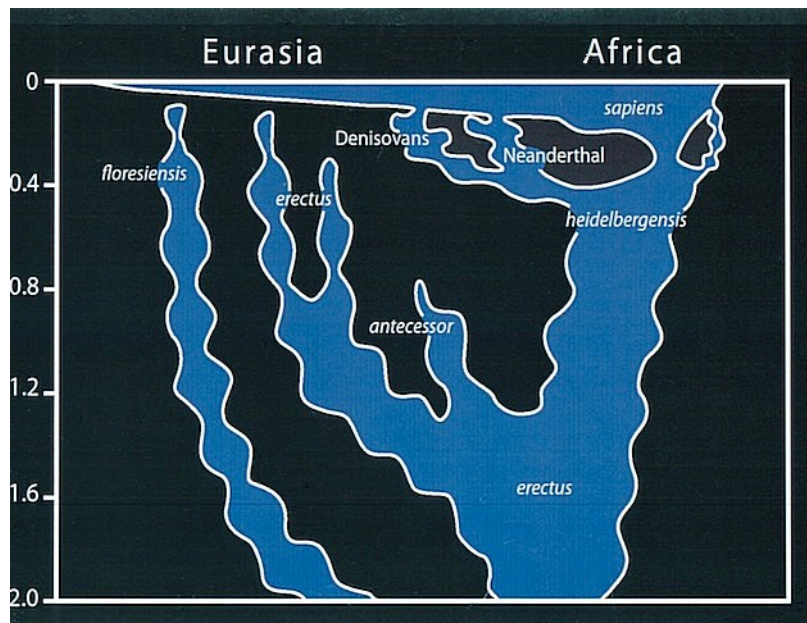 Eurasia Africa
0
sapiens
Denisovans
Neanderthal
floresiensis
0.4
erectus
heidelbergensis
0.8
antecessor
1.2
erectus
1.6
2.0